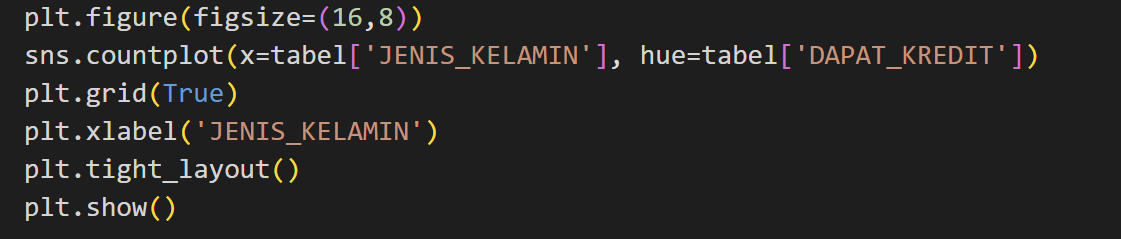 plt.figure(figsize=(16,8))
sns.countplot(x=tabel['JENIS_KELAMIN'], hue=tabel['DAPAT_KREDIT'])
plt.grid(True)
plt.xlabel('JENIS_KELAMIN')
plt.tight_layout()
plt.show()